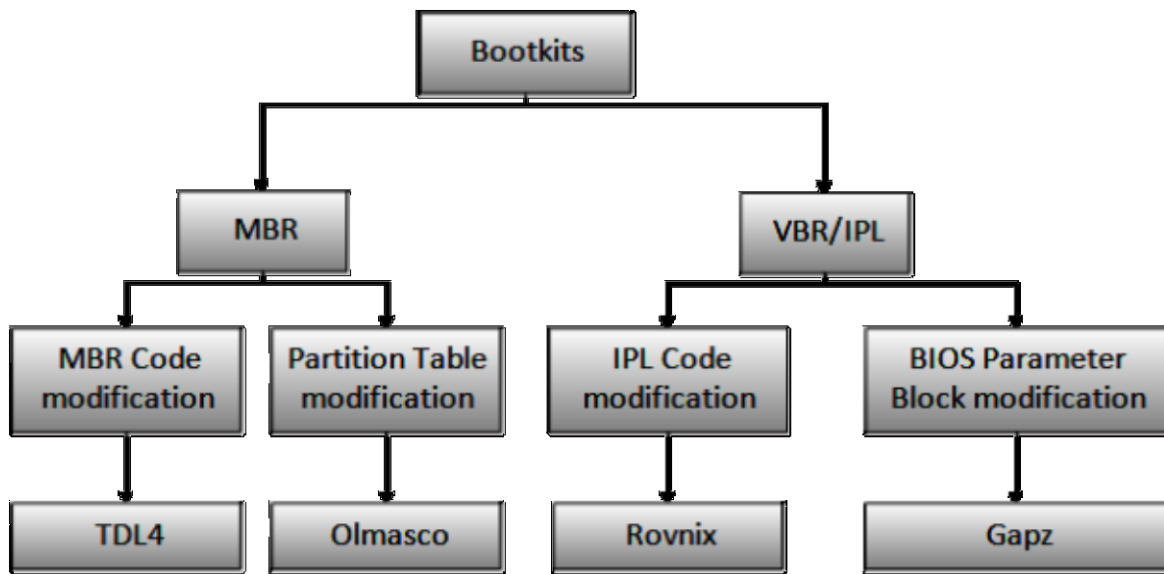 Bootkits
MBR
VBR/IPL
MBR Code
modification
Partition Table
modification
IPL Code
modification
BIOS Parameter
Block modification
TDL4
Olmasco
Rovnix
Gapz